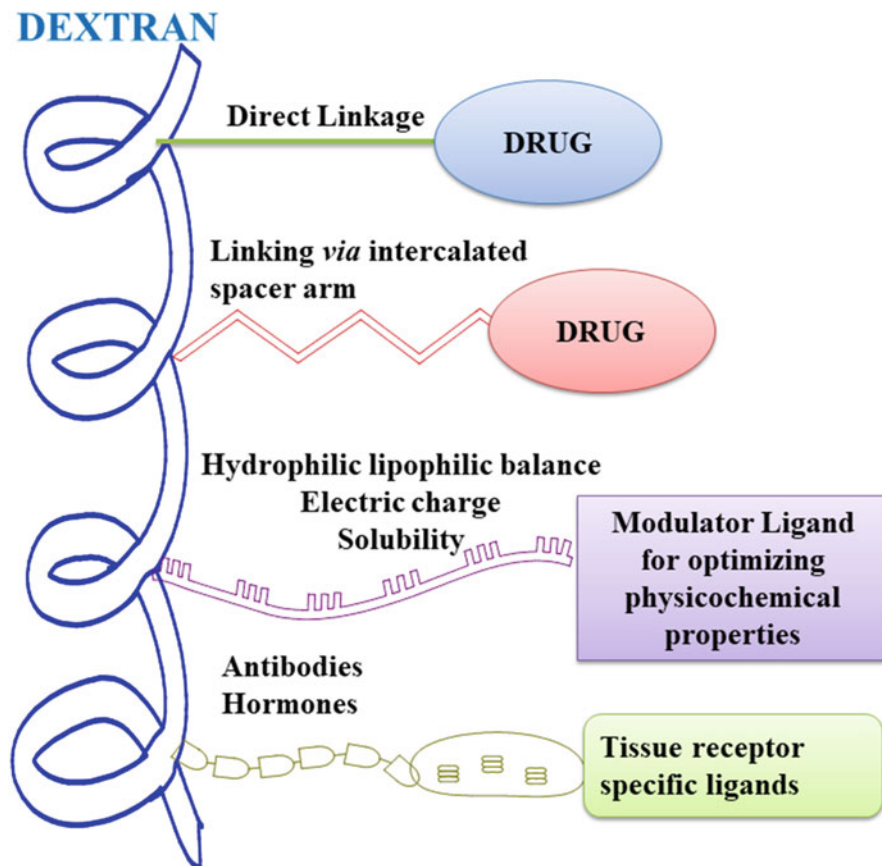 DEXTRAN
Direct Linkage
DRUG
Linking via intercalated
spacer arm
DRUG
Hydrophilic lipophilic balance
Electric charge
Solubility
Modulator Ligand
for optimizing
physicochemical
properties
Antibodies
Hormones
Tissue receptor
specific ligands